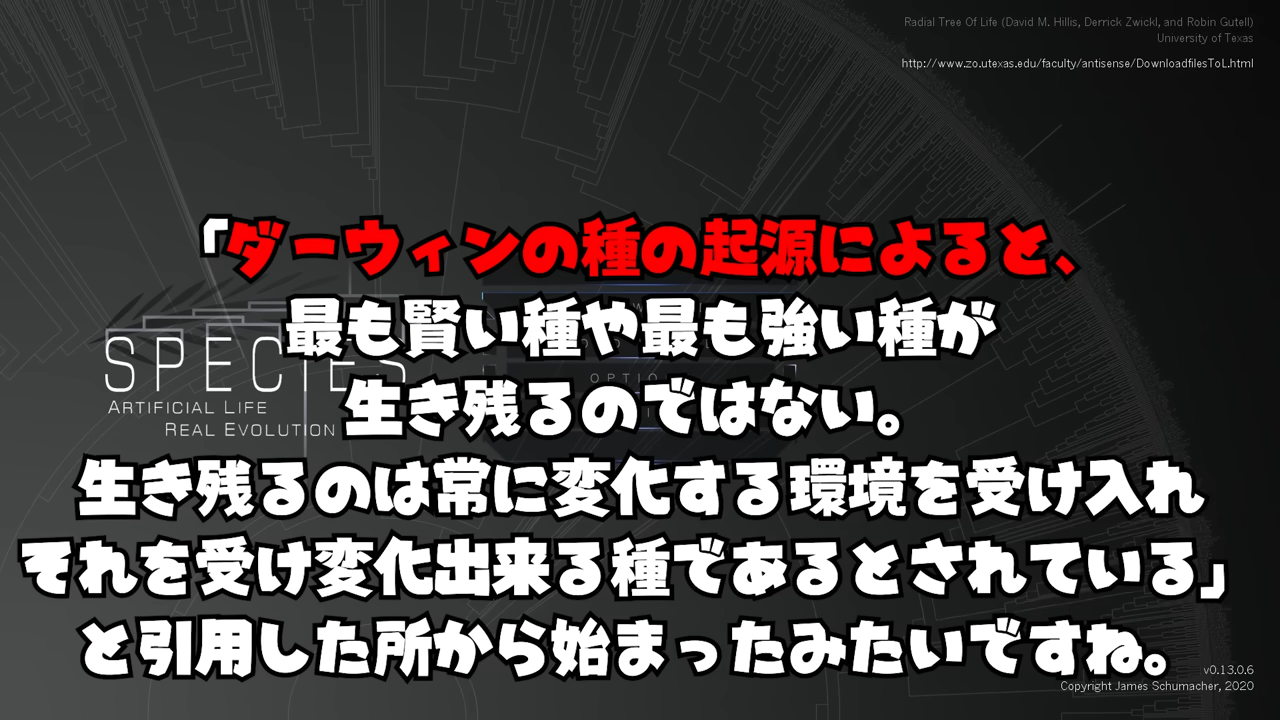 Radial Tree Of Life (David M. Hillis, Derrick Zwickl, and Robin Gutell)
University of Texas
http://www.zo.utexas.edu/faculty/antisense/DownloadfilesToL.html
「ダーウィンの種の起源によると、
最も賢い種や最も強い種が
生き残るのではない。
生き残るのは常に変化する環境を受け入れ
それを受け変化出来る種であるとされている」
と引用した所から始まったみたいですね。
SPECIES
ARTIFICIAL LIFE
REAL EVOLUTION
v0.13.0.6
Copyright James Schumacher, 2020